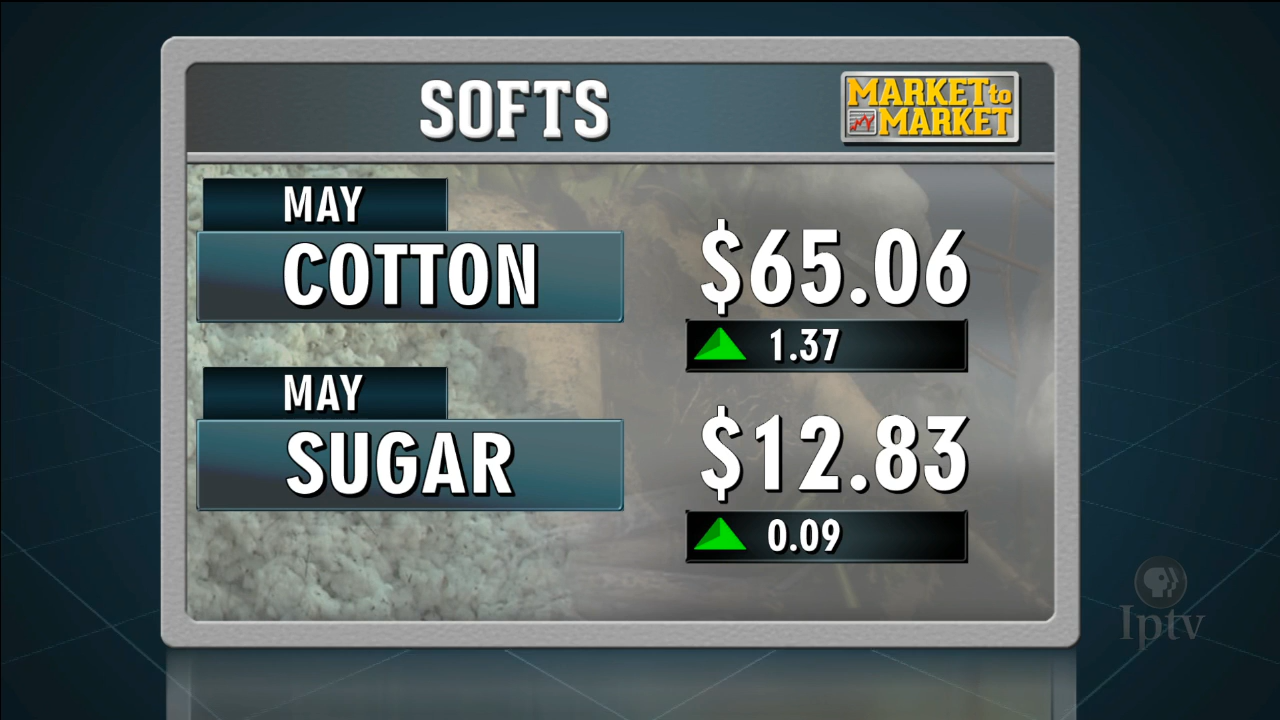 SOFTS
MARKET to
MARKET
MAY
COTTON
$65.06
1.37
MAY
SUGAR
$12.83
0.09
Iptv